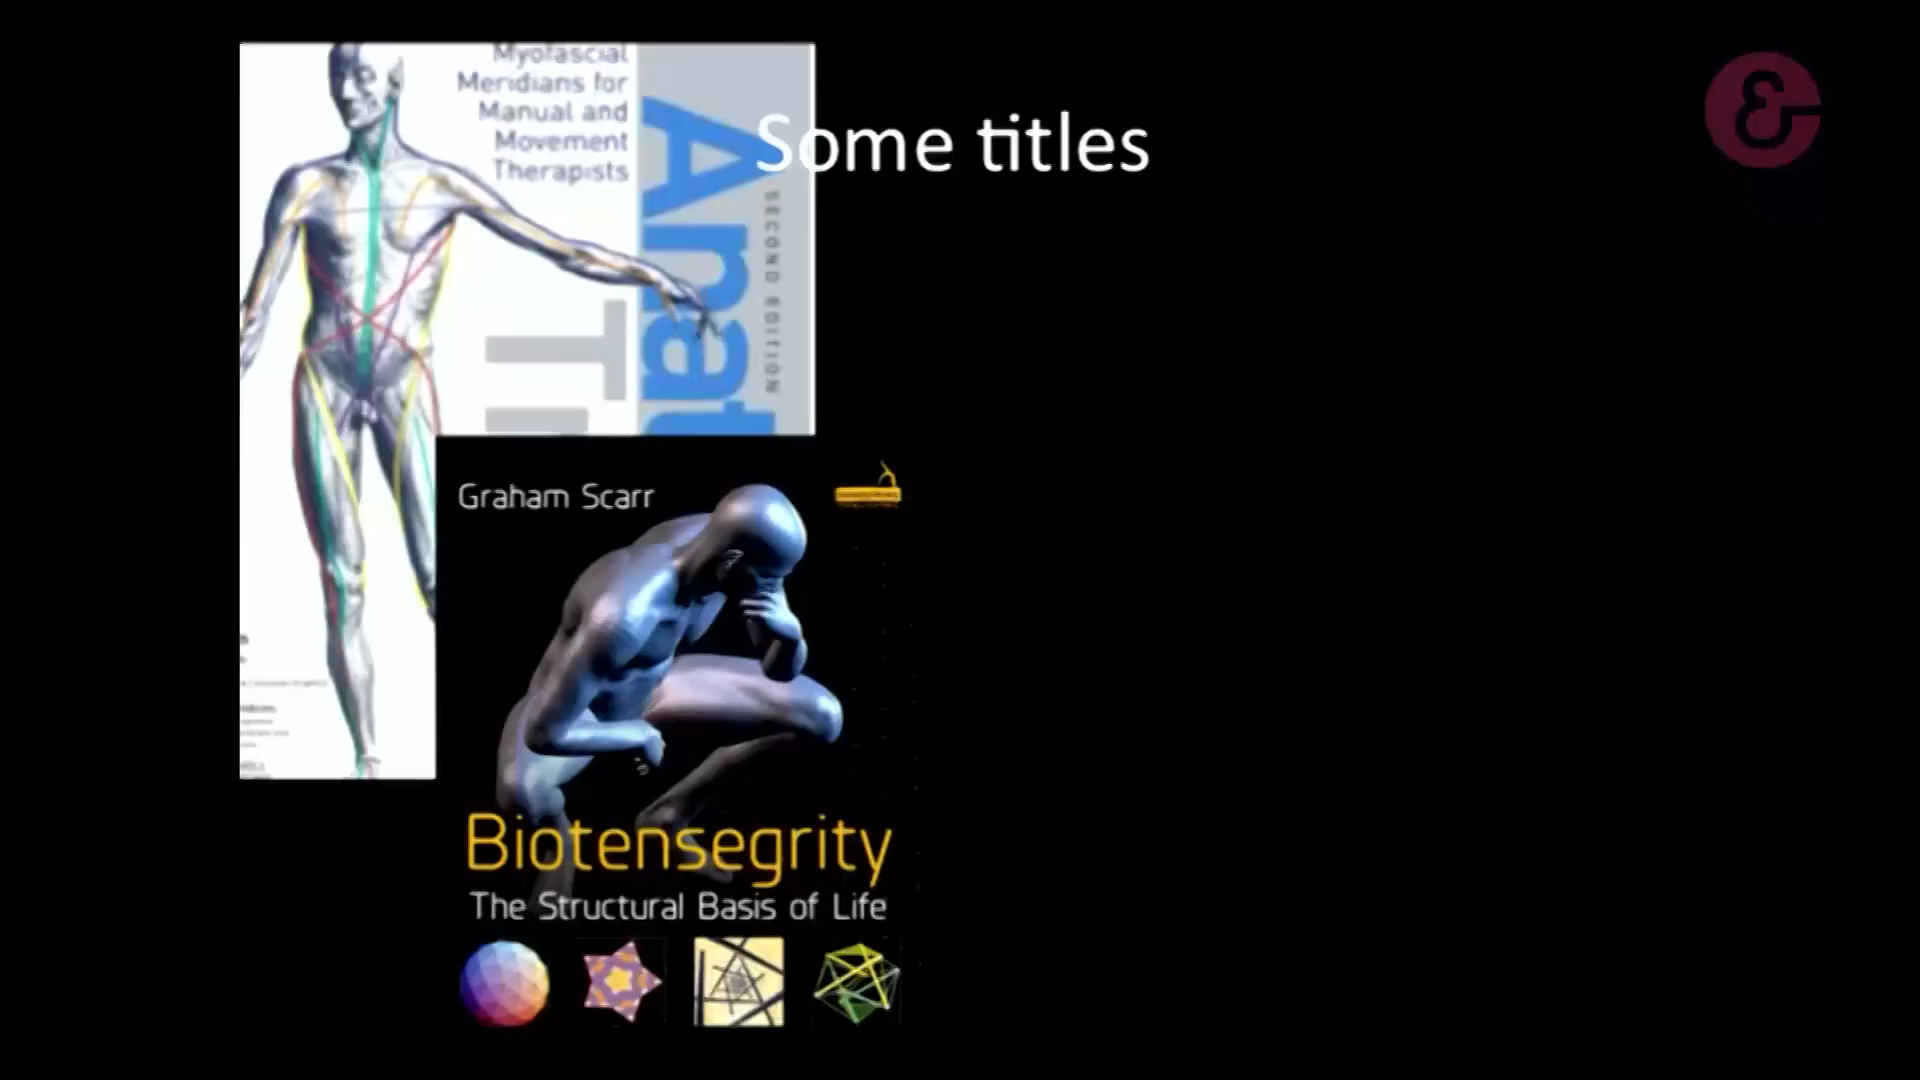 Myofascial
Meridians for
Manual and
Movement
Therapists
Some titles
Anat
SECOND EDITION
T
Graham Scarr
Biotensegrity
The Structural Basis of Life
&